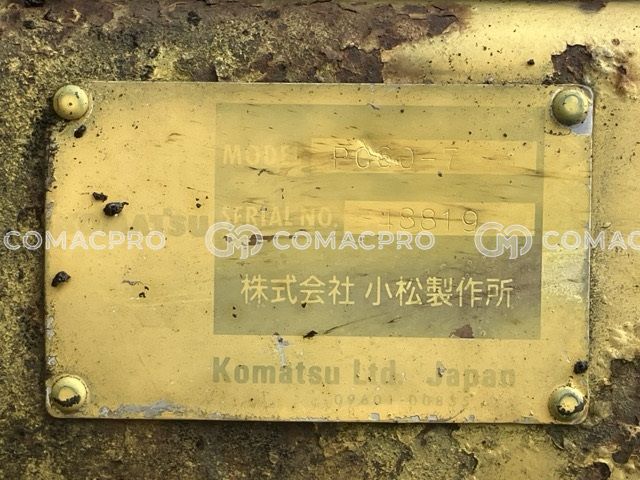 MODEL PC60-7
KOMATSU
SERIAL NO. 18819
COMACPRO COMACPRO COMACPRO
株式会社 小松製作所
Komatsu Ltd. Japan